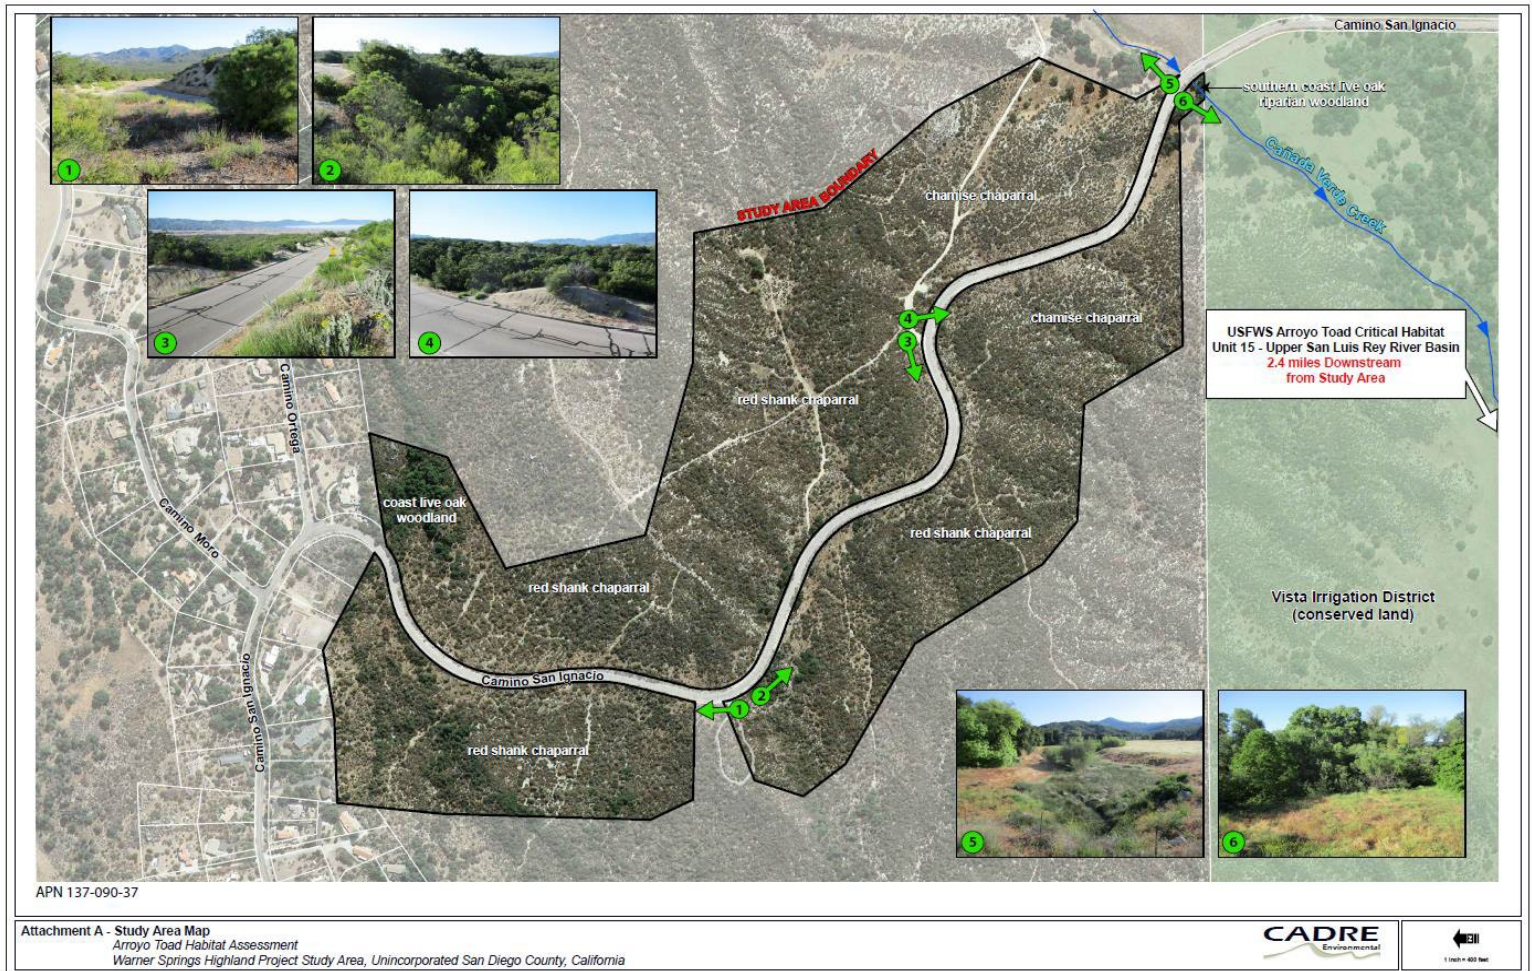 Camino San Ignacio
southern coast live oak
riparian woodland
Cañada Verde Creek
STUDY AREA BOUNDARY
chamise chaparral
chamise chaparral
USFWS Arroyo Toad Critical Habitat
Unit 15 - Upper San Luis Rey River Basin
2.4 miles Downstream
from Study Area
1
2
3
4
5
6
4
3
red shank chaparral
Camino Ortega
coast live oak
woodland
Camino Moro
red shank chaparral
red shank chaparral
Vista Irrigation District
(conserved land)
Camino San Ignacio
Camino San Ignacio
2
1
red shank chaparral
5
6
APN 137-090-37
Attachment A - Study Area Map
Arroyo Toad Habitat Assessment
Warner Springs Highland Project Study Area, Unincorporated San Diego County, California
CADRE
Environmental
1 inch = 400 feet